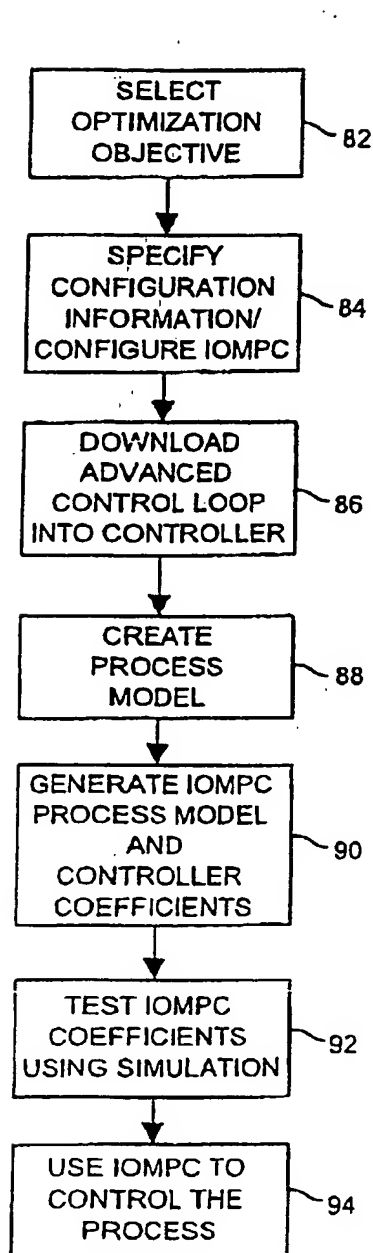 SELECT
OPTIMIZATION
OBJECTIVE
82
SPECIFY
CONFIGURATION
INFORMATION/
CONFIGURE IOMPC
84
DOWNLOAD
ADVANCED
CONTROL LOOP
INTO CONTROLLER
86
CREATE
PROCESS
MODEL
88
GENERATE IOMPC
PROCESS MODEL
AND
CONTROLLER
COEFFICIENTS
90
TEST IOMPC
COEFFICIENTS
USING SIMULATION
92
USE IOMPC TO
CONTROL THE
PROCESS
94